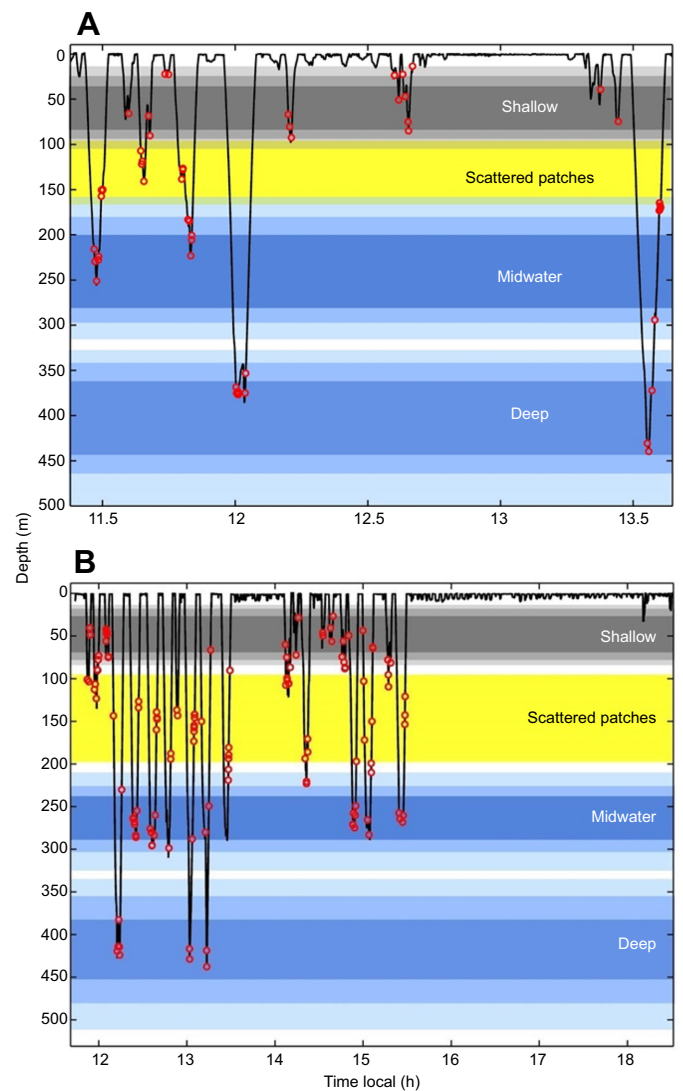 A
0
50
100
150
200
250
300
350
400
450
500
Shallow
Scattered patches
Midwater
Deep
11.5 12 12.5 13 13.5
Depth (m)
B
0
50
100
150
200
250
300
350
400
450
500
Shallow
Scattered patches
Midwater
Deep
12 13 14 15 16 17 18
Time local (h)